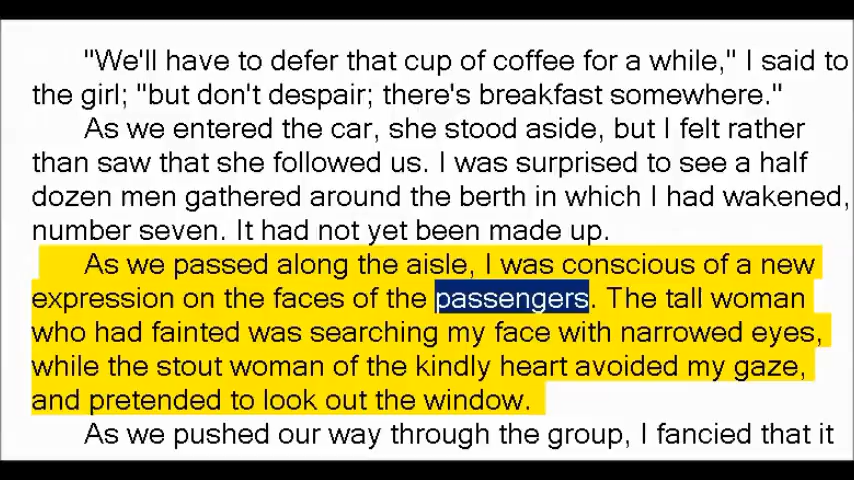 "We'll have to defer that cup of coffee for a while," I said to
the girl; "but don't despair; there's breakfast somewhere."
As we entered the car, she stood aside, but I felt rather
than saw that she followed us. I was surprised to see a half
dozen men gathered around the berth in which I had wakened,
number seven. It had not yet been made up.
As we passed along the aisle, I was conscious of a new
expression on the faces of the passengers. The tall woman
who had fainted was searching my face with narrowed eyes,
while the stout woman of the kindly heart avoided my gaze,
and pretended to look out the window.
As we pushed our way through the group, I fancied that it